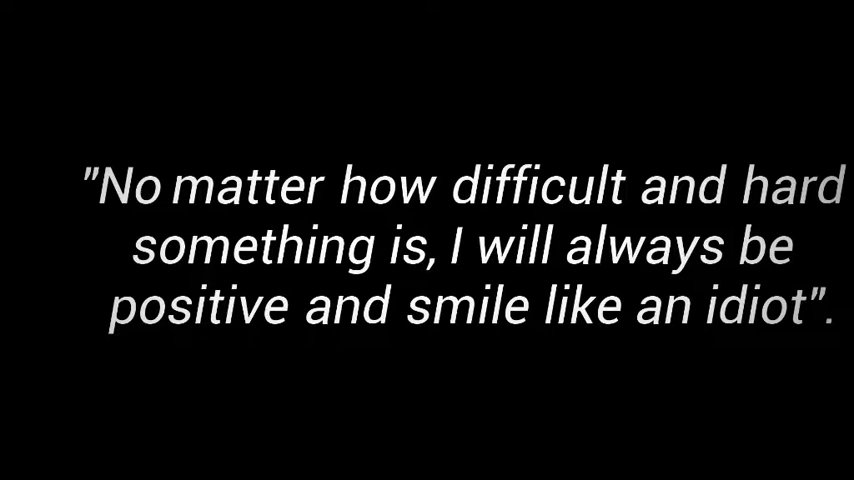 "No matter how difficult and hard
something is, I will always be
positive and smile like an idiot".